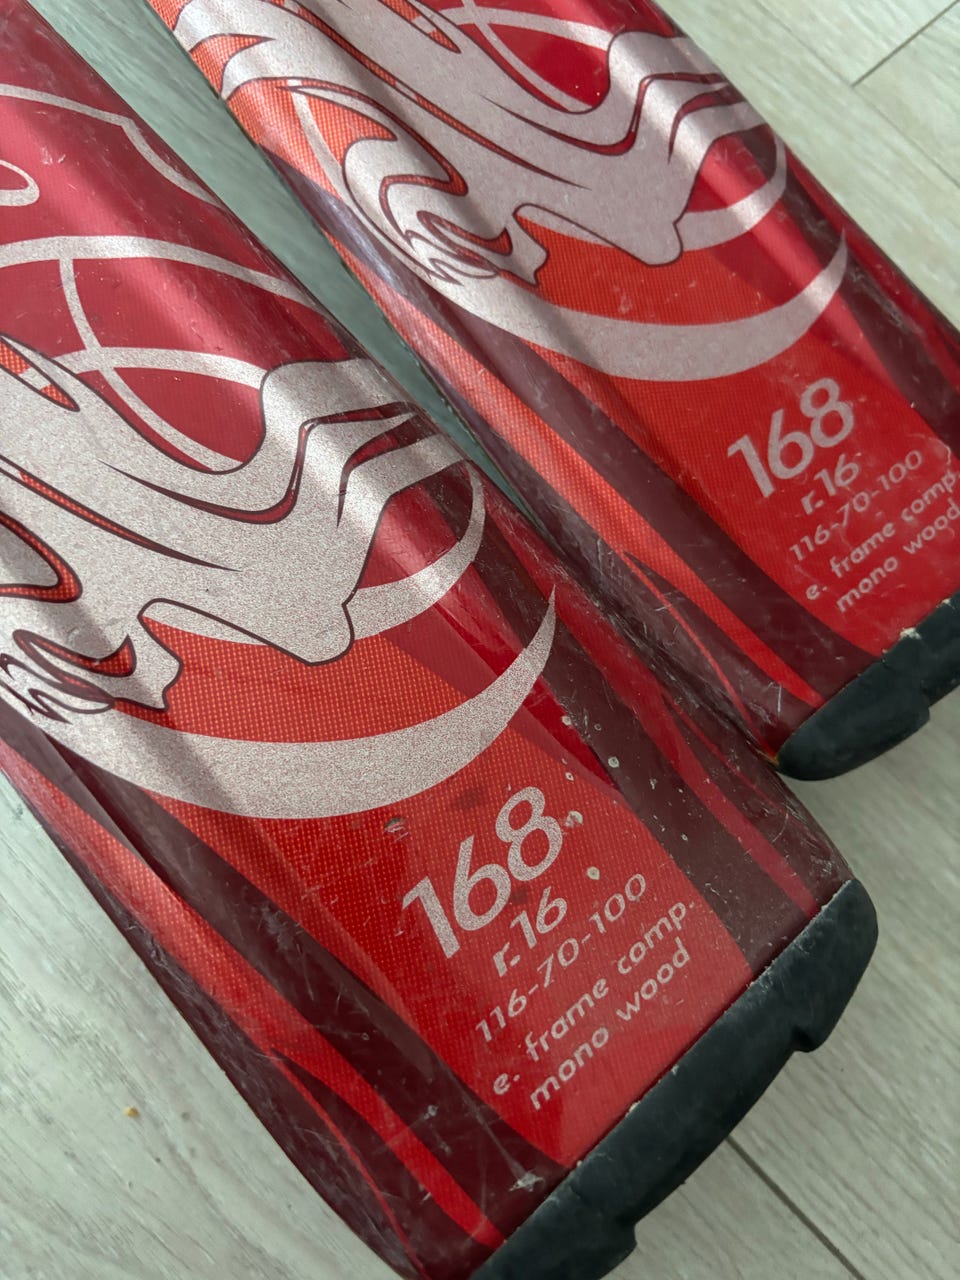 168
r.16
116-70-100
e. frame comp.
mono wood
168
r.16
116-70-100
e. frame comp.
mono wood